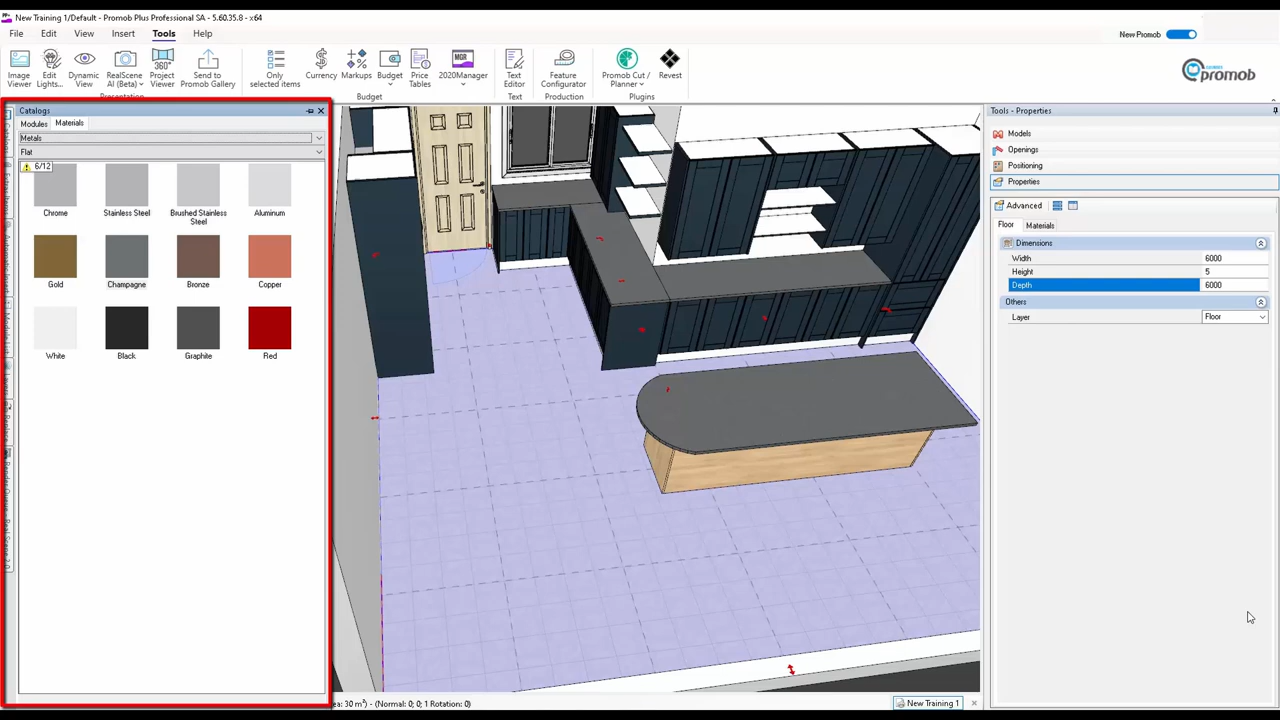 New Training 1/Default - Promob Plus Professional SA - 5.60.35.8 - x64
File Edit View Insert Tools Help
New Promob
Image Viewer
Edit Lights...
Dynamic View
RealScene AI (Beta)
Project Viewer
Send to Promob Gallery
Only selected items
Currency
Markups
Budget
Price Tables
MGR
2020Manager
Text Editor
Feature Configurator
Promob Cut / Planner
Revest
promob
Presentation
Budget
Text
Production
Plugins
Catalogs
Modules Materials
Metals
Flat
6/12
Chrome
Stainless Steel
Brushed Stainless Steel
Aluminum
Gold
Champagne
Bronze
Copper
White
Black
Graphite
Red
Tools - Properties
Models
Openings
Positioning
Properties
Advanced
Floor Materials
Dimensions
Width 6000
Height 5
Depth 6000
Others
Layer Floor
ea: 30 m²) - (Normal: 0; 0; 1 Rotation: 0)
New Training 1